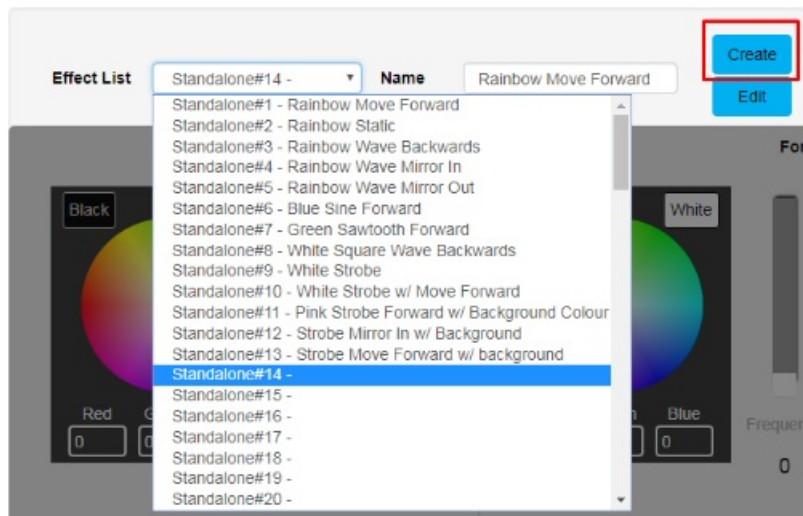 Create
Effect List Standalone#14 - Name Rainbow Move Forward
Edit
Standalone#1 - Rainbow Move Forward
Standalone#2 - Rainbow Static
Standalone#3 - Rainbow Wave Backwards
Standalone#4 - Rainbow Wave Mirror In
Standalone#5 - Rainbow Wave Mirror Out
Standalone#6 - Blue Sine Forward
Standalone#7 - Green Sawtooth Forward
Standalone#8 - White Square Wave Backwards
Standalone#9 - White Strobe
Standalone#10 - White Strobe w/ Move Forward
Standalone#11 - Pink Strobe Forward w/ Background Colour
Standalone#12 - Strobe Mirror In w/ Background
Standalone#13 - Strobe Move Forward w/ background
Standalone#14 -
Standalone#15 -
Standalone#16 -
Standalone#17 -
Standalone#18 -
Standalone#19 -
Standalone#20 -
Black
White
Red
Blue
0
0
0